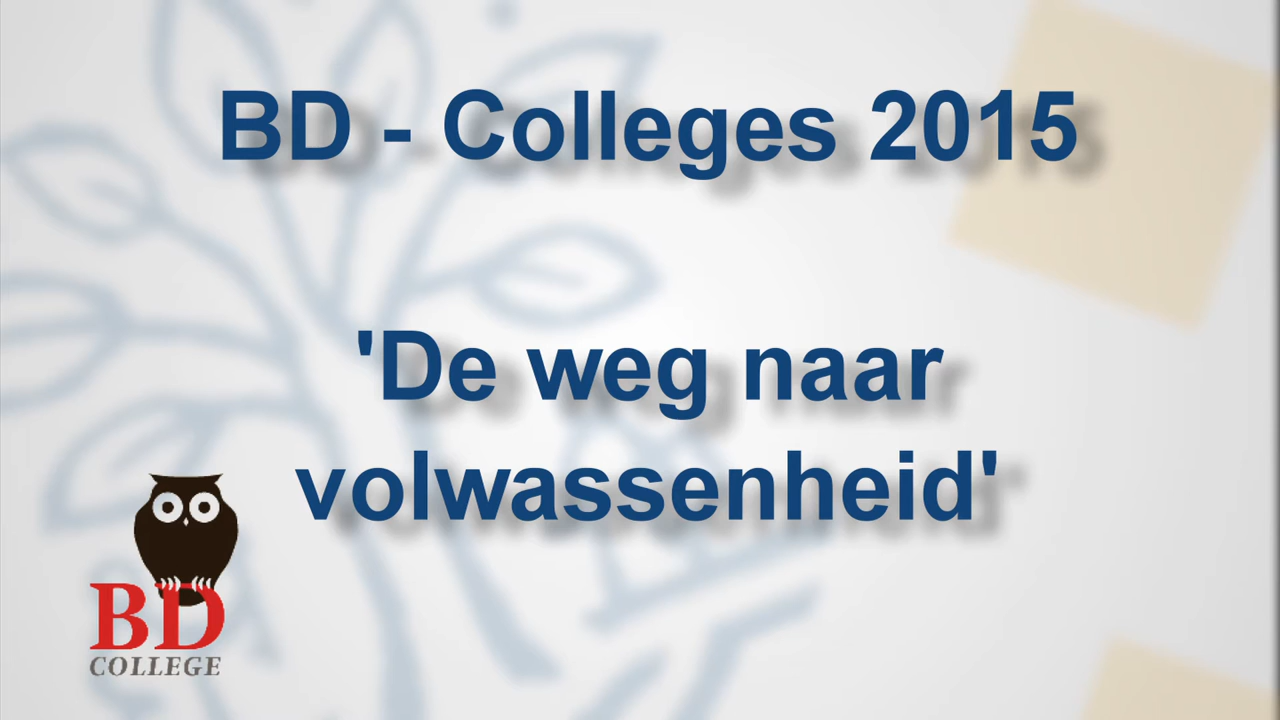 BD - Colleges 2015
'De weg naar
volwassenheid'
BD
COLLEGE